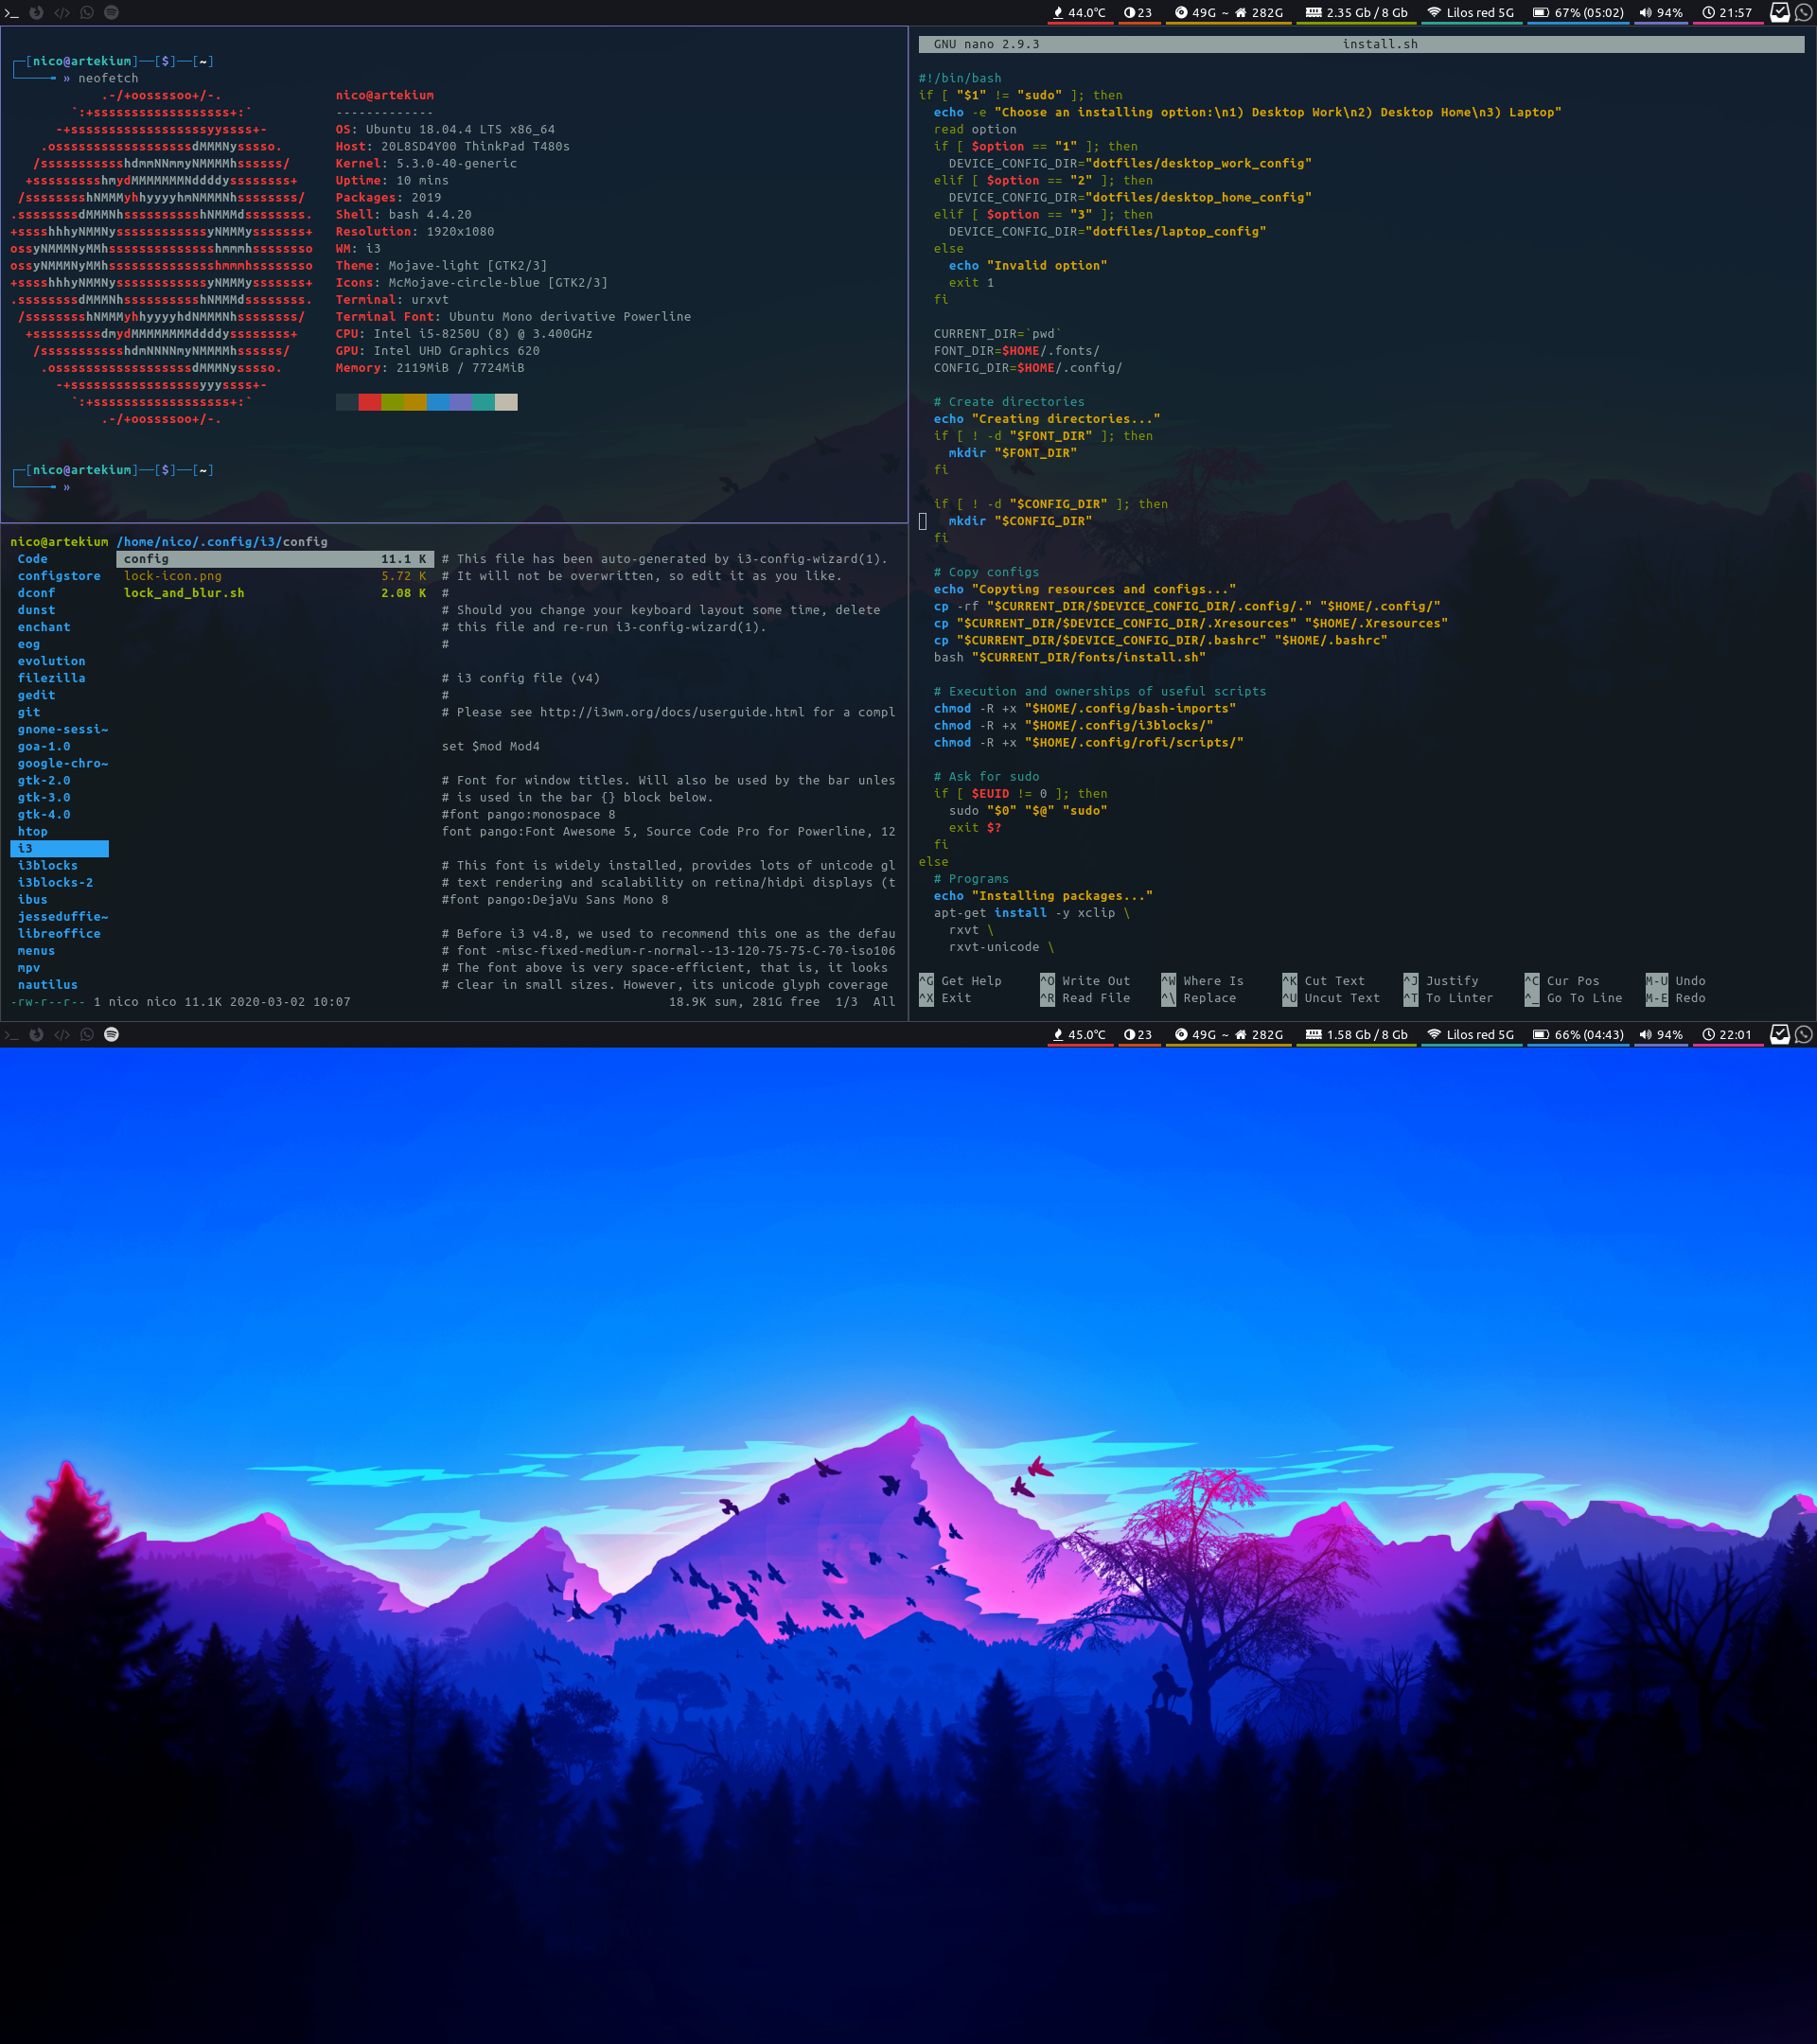 44.0°C 23 49G ~ 282G 2.35 Gb / 8 Gb Lilos red 5G 67% (05:02) 94% 21:57
[nico@artekium]—[$]—[~]
» neofetch
.-/+oossssoo+/-.
`:+ssssssssssssssssss+:`
-+ssssssssssssssssssyyssss+-
.ossssssssssssssssssdMMMNysssso.
/ssssssssssshdmmNNmmyNMMMMhssssss/
+ssssssssshmydMMMMMMMNddddyssssssss+
/sssssssshNMMMyhhyyyyhmNMMMNhssssssss/
.ssssssssdMMMNhsssssssssshNMMMdssssssss.
+sssshhhyNMMNyssssssssssssyNMMMysssssss+
ossyNMMMNyMMhsssssssssssssshmmmhssssssso
ossyNMMMNyMMhsssssssssssssshmmmhssssssso
+sssshhhyNMMNyssssssssssssyNMMMysssssss+
.ssssssssdMMMNhsssssssssshNMMMdssssssss.
/sssssssshNMMMyhhyyyyhdNMMMNhssssssss/
+sssssssssdmydMMMMMMMMddddyssssssss+
/ssssssssssshdmNNNNmyNMMMMhssssss/
.ossssssssssssssssssdMMMNysssso.
-+sssssssssssssssssyyyssss+-
`:+ssssssssssssssssss+:`
.-/+oossssoo+/-.
nico@artekium
-------------
OS: Ubuntu 18.04.4 LTS x86_64
Host: 20L8SD4Y00 ThinkPad T480s
Kernel: 5.3.0-40-generic
Uptime: 10 mins
Packages: 2019
Shell: bash 4.4.20
Resolution: 1920x1080
WM: i3
Theme: Mojave-light [GTK2/3]
Icons: McMojave-circle-blue [GTK2/3]
Terminal: urxvt
Terminal Font: Ubuntu Mono derivative Powerline
CPU: Intel i5-8250U (8) @ 3.400GHz
GPU: Intel UHD Graphics 620
Memory: 2119MiB / 7724MiB
[nico@artekium]—[$]—[~]
»
nico@artekium /home/nico/.config/i3/config
Code
configstore
dconf
dunst
enchant
eog
evolution
filezilla
gedit
git
gnome-sessi~
goa-1.0
google-chro~
gtk-2.0
gtk-3.0
gtk-4.0
htop
i3
i3blocks
i3blocks-2
ibus
jesseduffie~
libreoffice
menus
mpv
nautilus
config 11.1 K
lock-icon.png 5.72 K
lock_and_blur.sh 2.08 K
# This file has been auto-generated by i3-config-wizard(1).
# It will not be overwritten, so edit it as you like.
#
# Should you change your keyboard layout some time, delete
# this file and re-run i3-config-wizard(1).
#
# i3 config file (v4)
#
# Please see http://i3wm.org/docs/userguide.html for a compl
set $mod Mod4
# Font for window titles. Will also be used by the bar unles
# is used in the bar {} block below.
#font pango:monospace 8
font pango:Font Awesome 5, Source Code Pro for Powerline, 12
# This font is widely installed, provides lots of unicode gl
# text rendering and scalability on retina/hidpi displays (t
#font pango:DejaVu Sans Mono 8
# Before i3 v4.8, we used to recommend this one as the defau
# font -misc-fixed-medium-r-normal--13-120-75-75-C-70-iso106
# The font above is very space-efficient, that is, it looks
# clear in small sizes. However, its unicode glyph coverage
-rw-r--r-- 1 nico nico 11.1K 2020-03-02 10:07 18.9K sum, 281G free 1/3 All
GNU nano 2.9.3 install.sh
#!/bin/bash
if [ "$1" != "sudo" ]; then
echo -e "Choose an installing option:\n1) Desktop Work\n2) Desktop Home\n3) Laptop"
read option
if [ $option == "1" ]; then
DEVICE_CONFIG_DIR="dotfiles/desktop_work_config"
elif [ $option == "2" ]; then
DEVICE_CONFIG_DIR="dotfiles/desktop_home_config"
elif [ $option == "3" ]; then
DEVICE_CONFIG_DIR="dotfiles/laptop_config"
else
echo "Invalid option"
exit 1
fi
CURRENT_DIR=`pwd`
FONT_DIR=$HOME/.fonts/
CONFIG_DIR=$HOME/.config/
# Create directories
echo "Creating directories..."
if [ ! -d "$FONT_DIR" ]; then
mkdir "$FONT_DIR"
fi
if [ ! -d "$CONFIG_DIR" ]; then
mkdir "$CONFIG_DIR"
fi
# Copy configs
echo "Copyting resources and configs..."
cp -rf "$CURRENT_DIR/$DEVICE_CONFIG_DIR/.config/." "$HOME/.config/"
cp "$CURRENT_DIR/$DEVICE_CONFIG_DIR/.Xresources" "$HOME/.Xresources"
cp "$CURRENT_DIR/$DEVICE_CONFIG_DIR/.bashrc" "$HOME/.bashrc"
bash "$CURRENT_DIR/fonts/install.sh"
# Execution and ownerships of useful scripts
chmod -R +x "$HOME/.config/bash-imports"
chmod -R +x "$HOME/.config/i3blocks/"
chmod -R +x "$HOME/.config/rofi/scripts/"
# Ask for sudo
if [ $EUID != 0 ]; then
sudo "$0" "$@" "sudo"
exit $?
fi
else
# Programs
echo "Installing packages..."
apt-get install -y xclip \
rxvt \
rxvt-unicode \
^G Get Help ^O Write Out ^W Where Is ^K Cut Text ^J Justify ^C Cur Pos M-U Undo
^X Exit ^R Read File ^\ Replace ^U Uncut Text ^T To Linter ^_ Go To Line M-E Redo
45.0°C 23 49G ~ 282G 1.58 Gb / 8 Gb Lilos red 5G 66% (04:43) 94% 22:01